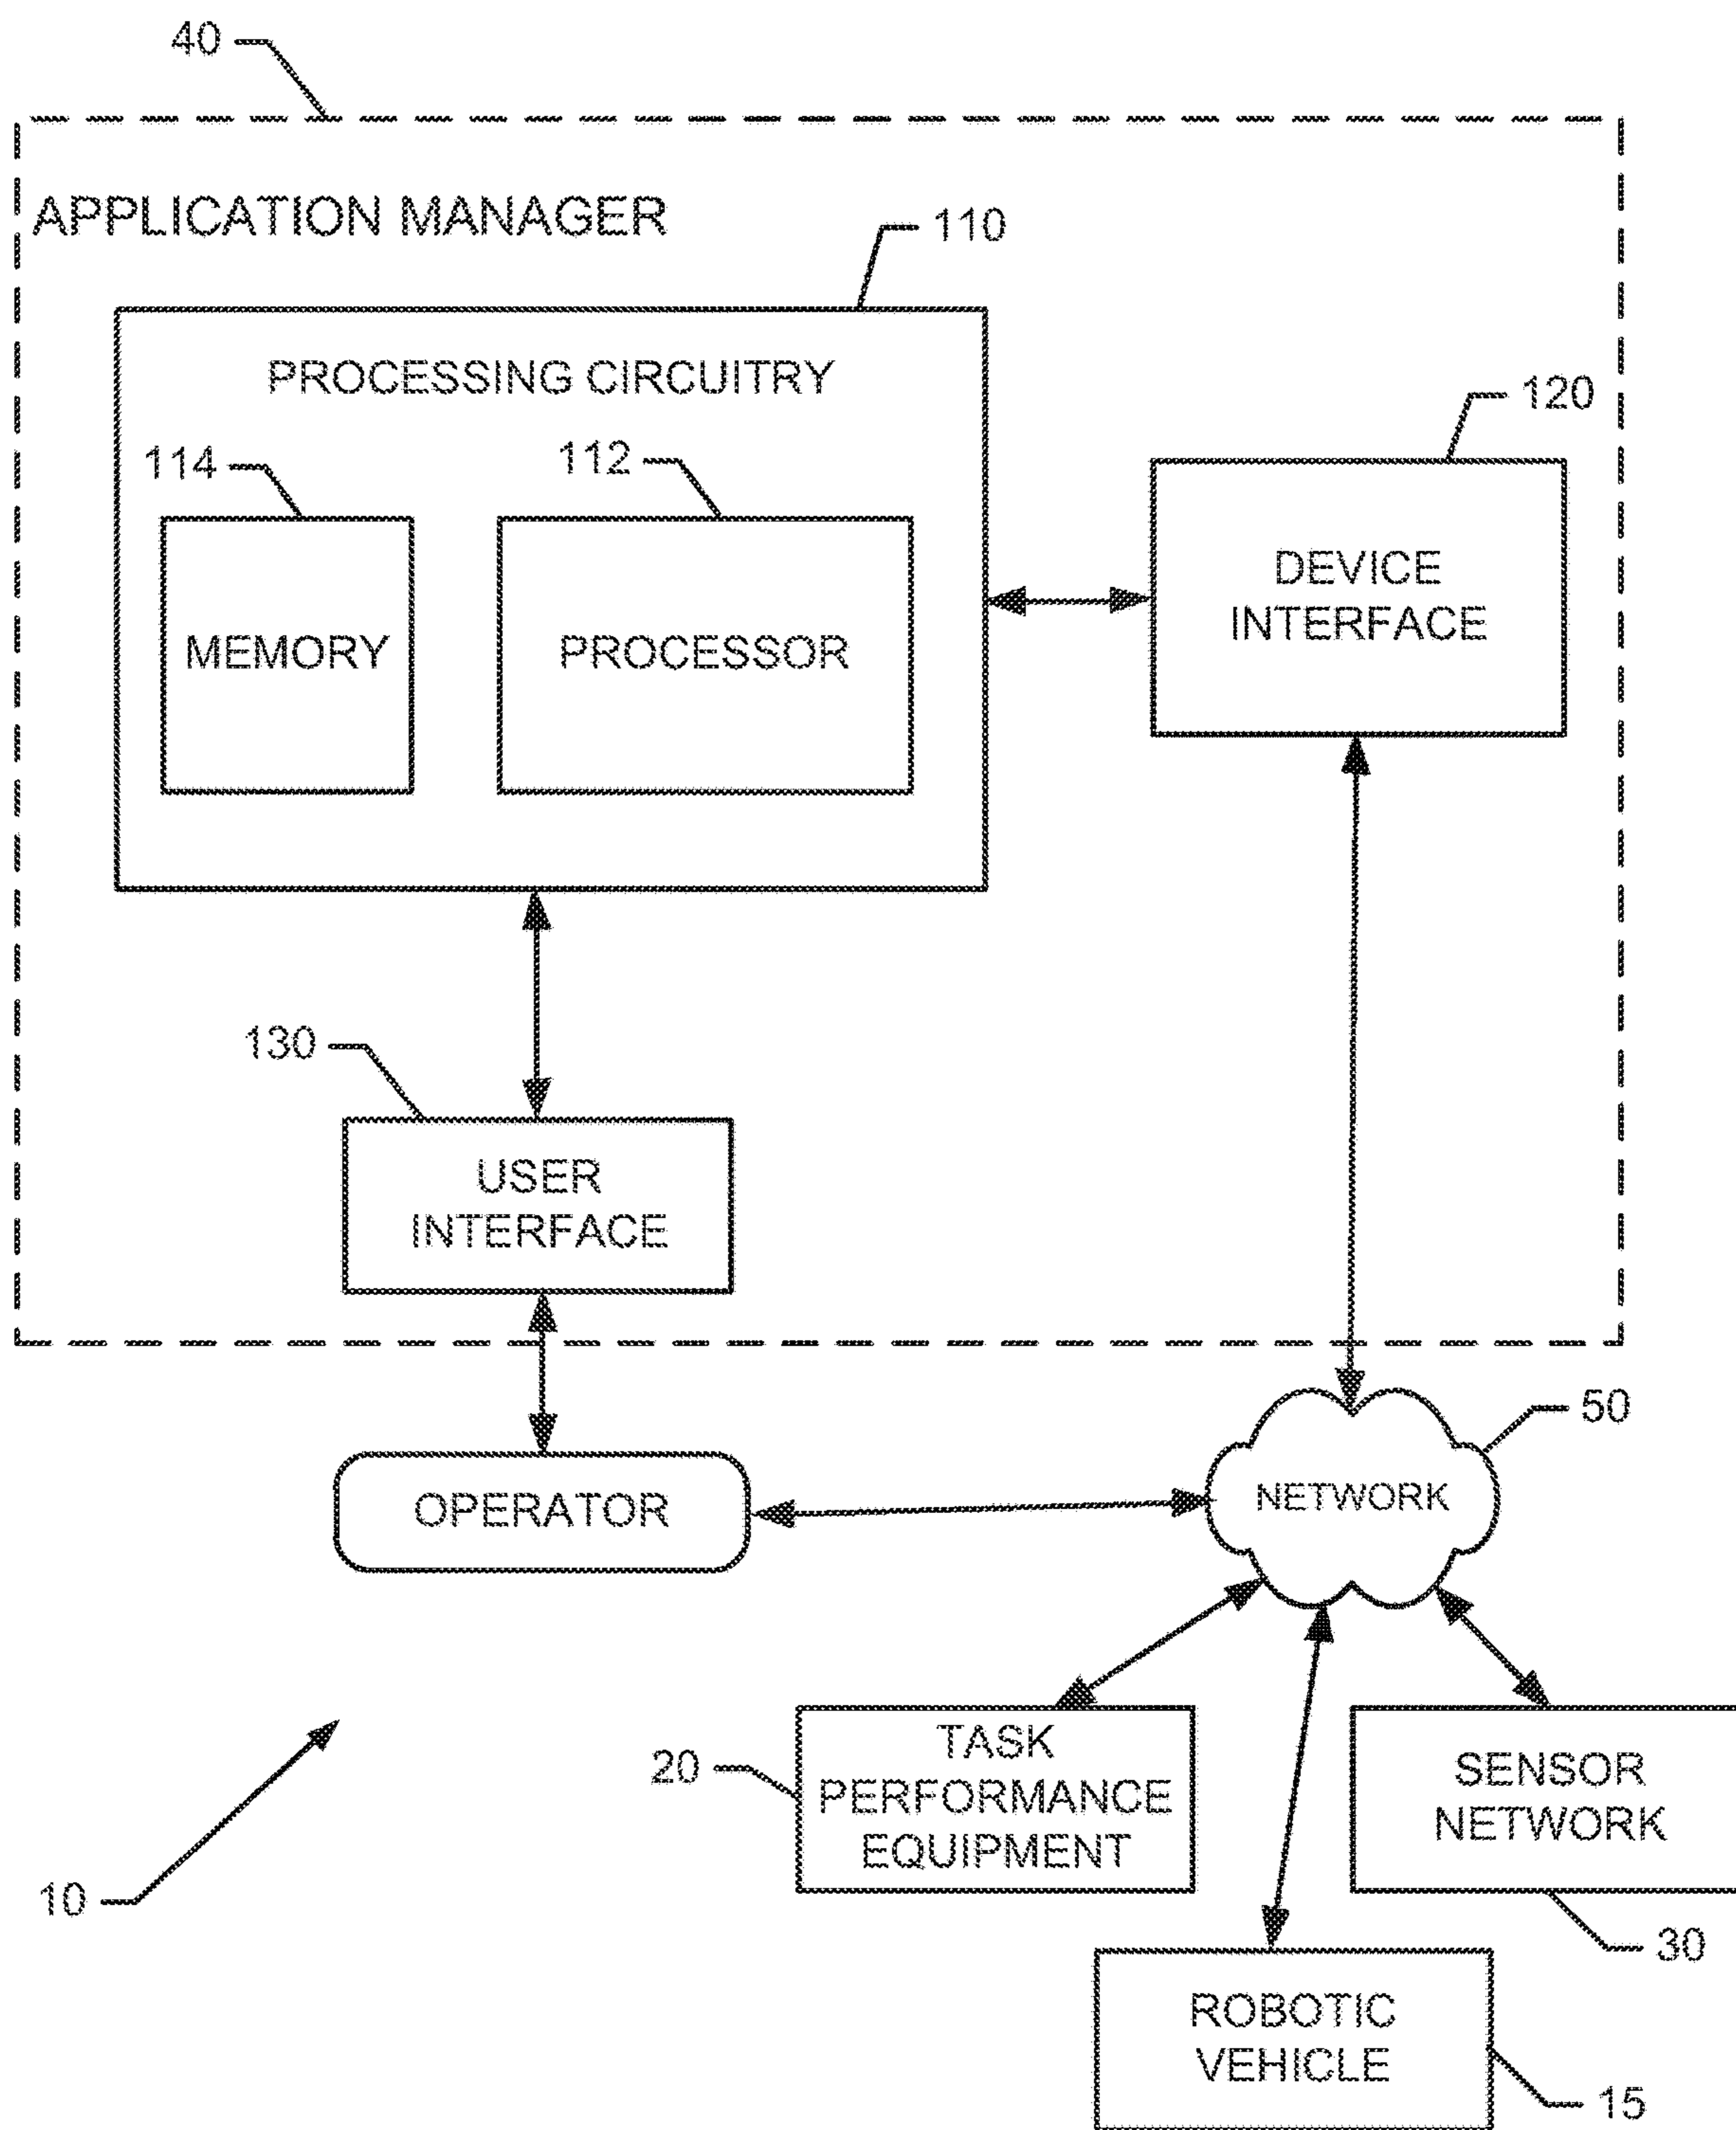 40
APPLICATION MANAGER
110
PROCESSING CIRCUITRY
120
114
112
DEVICE
INTERFACE
MEMORY
PROCESSOR
130
USER
INTERFACE
50
NETWORK
OPERATOR
20
TASK
PERFORMANCE
EQUIPMENT
SENSOR
NETWORK
10
30
ROBOTIC
VEHICLE
15